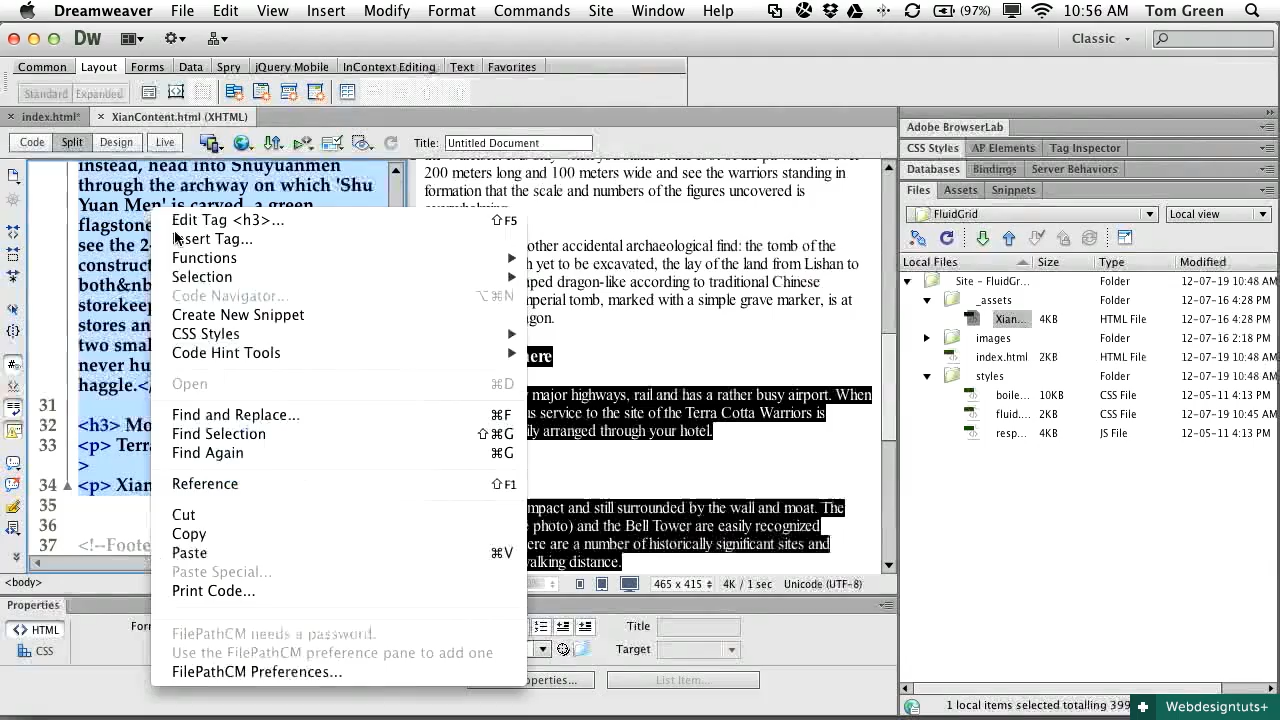 Dreamweaver File Edit View Insert Modify Format Commands Site Window Help (97%) 10:56 AM Tom Green
Dw Classic
Common Layout Forms Data Spry jQuery Mobile InContext Editing Text Favorites
Standard Expanded
index.html* XianContent.html (XHTML)
Code Split Design Live Title: Untitled Document
instead, head into Shuyuanmen
through the archway on which 'Shu
Yuan Men' is carved, a green
flagstone
see the 2-
construct
both&nb
storekeep
stores an
two smal
never hu
haggle.</
31
32 <h3> Mo
33 <p> Terra
>
34 <p> Xian
35
36
37 <!--Foote
Edit Tag <h3>... ⇧F5
Insert Tag...
Functions
Selection
Code Navigator... ⌥⌘N
Create New Snippet
CSS Styles
Code Hint Tools
Open ⌘D
Find and Replace... ⌘F
Find Selection ⇧⌘G
Find Again ⌘G
Reference ⇧F1
Cut
Copy
Paste ⌘V
Paste Special...
Print Code...
FilePathCM needs a password.
Use the FilePathCM preference pane to add one
FilePathCM Preferences...
200 meters long and 100 meters wide and see the warriors standing in
formation that the scale and numbers of the figures uncovered is
other accidental archaeological find: the tomb of the
h yet to be excavated, the lay of the land from Lishan to
ped dragon-like according to traditional Chinese
mperial tomb, marked with a simple grave marker, is at
agon.
here
y major highways, rail and has a rather busy airport. When
us service to the site of the Terra Cotta Warriors is
ily arranged through your hotel.
mpact and still surrounded by the wall and moat. The
e photo) and the Bell Tower are easily recognized
ere are a number of historically significant sites and
walking distance.
<body> 465 x 415 4K / 1 sec Unicode (UTF-8)
Properties
HTML Form Title
CSS Target
operties... List Item...
Adobe BrowserLab
CSS Styles AP Elements Tag Inspector
Databases Bindings Server Behaviors
Files Assets Snippets
FluidGrid Local view
Local Files Size Type Modified
Site - FluidGr... Folder 12-07-19 10:48 AM
_assets Folder 12-07-16 4:28 PM
Xian... 4KB HTML File 12-07-16 4:28 PM
images Folder 12-07-19 10:48 AM
index.html 2KB HTML File 12-07-19 10:48 AM
styles Folder 12-07-19 10:48 AM
boile... 10KB CSS File 12-05-11 4:13 PM
fluid... 2KB CSS File 12-07-19 10:45 AM
resp... 4KB JS File 12-05-11 4:13 PM
1 local items selected totalling 399
Webdesigntuts+